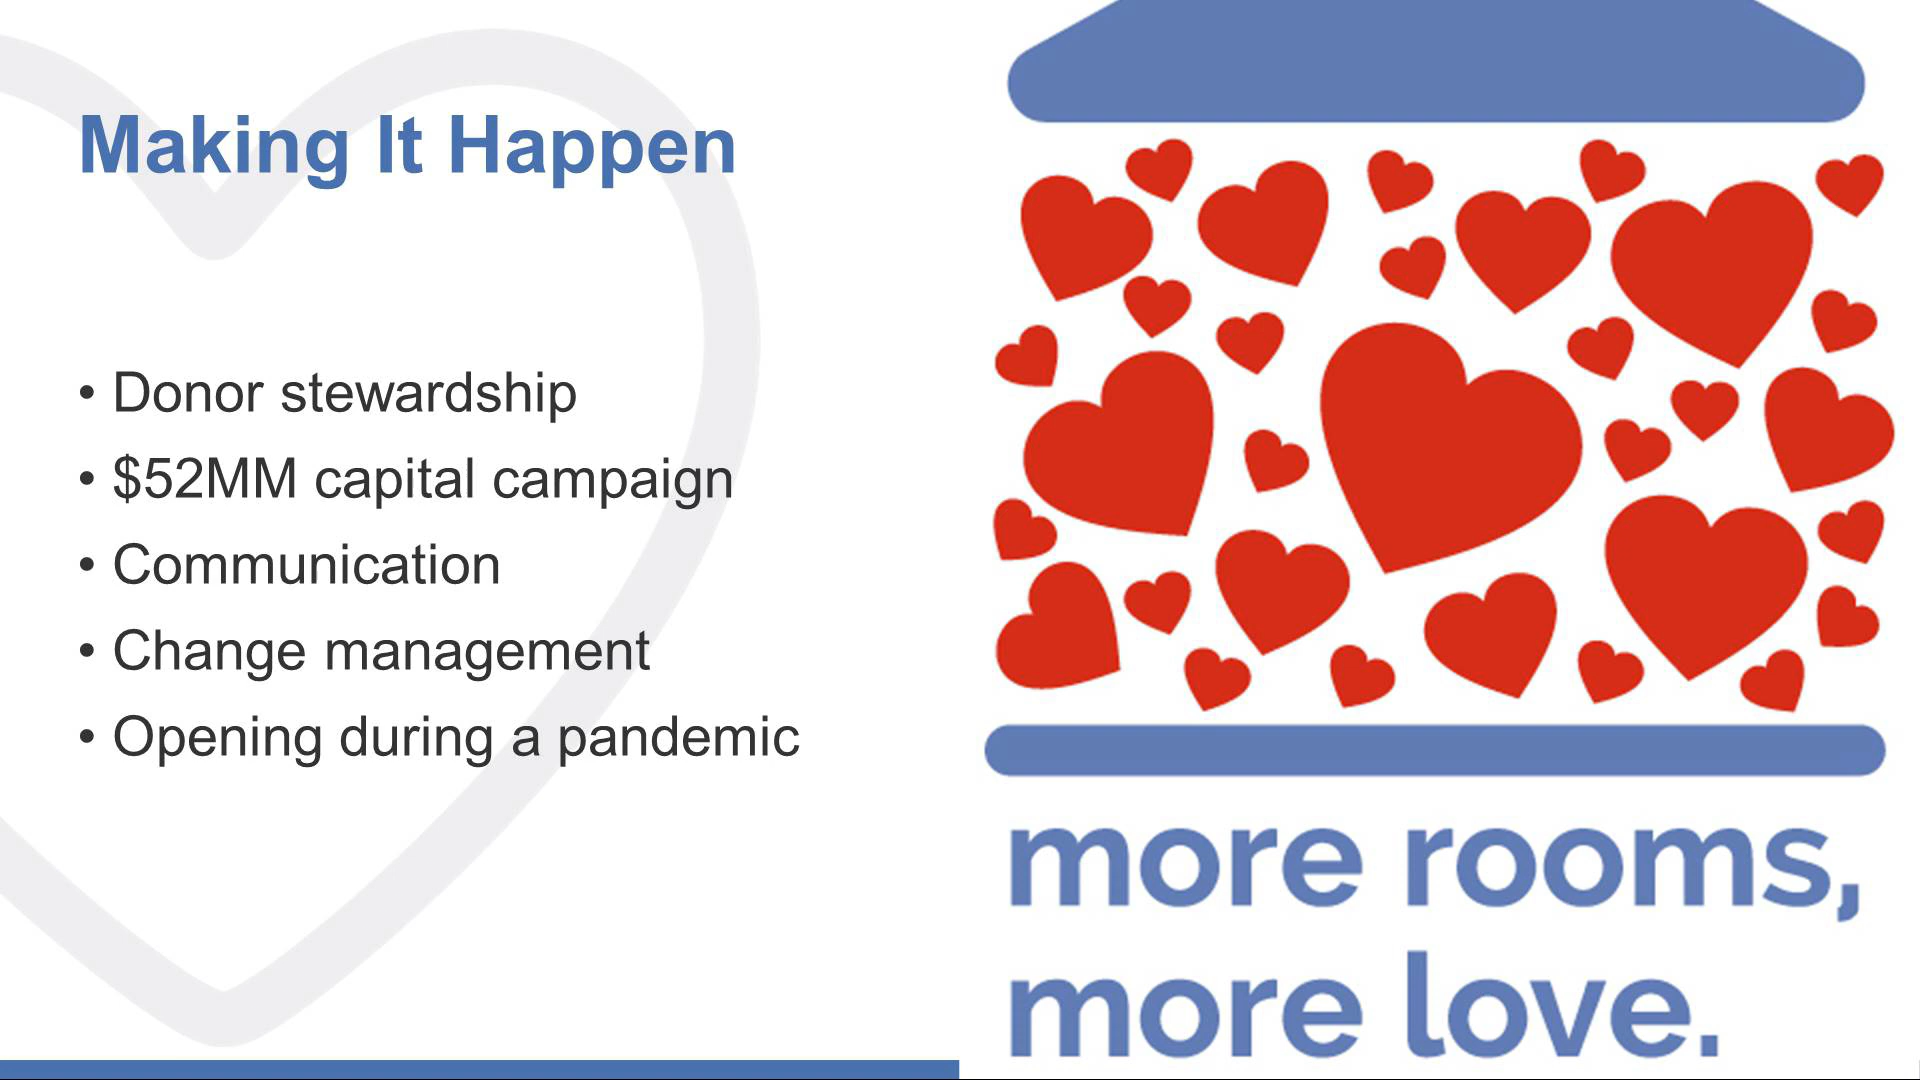 Making It Happen
• Donor stewardship
• $52MM capital campaign
• Communication
• Change management
• Opening during a pandemic
more rooms,
more love.